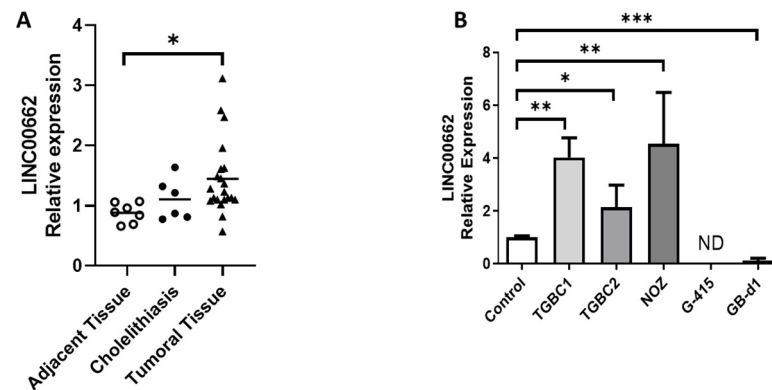 A
LINC00662
Relative expression
4
3
2
1
0
*
Adjacent Tissue
Cholelithiasis
Tumoral Tissue
B
LINC00662
Relative Expression
8
6
4
2
0
***
**
*
**
ND
Control
TGBC1
TGBC2
NOZ
G-415
GB-d1